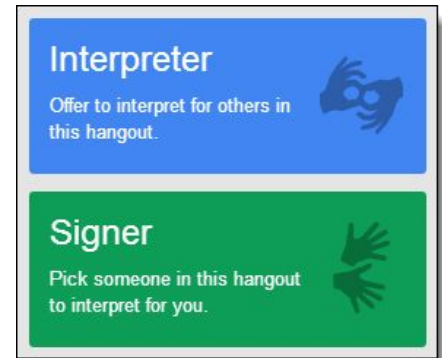 Interpreter
Offer to interpret for others in
this hangout.
Signer
Pick someone in this hangout
to interpret for you.